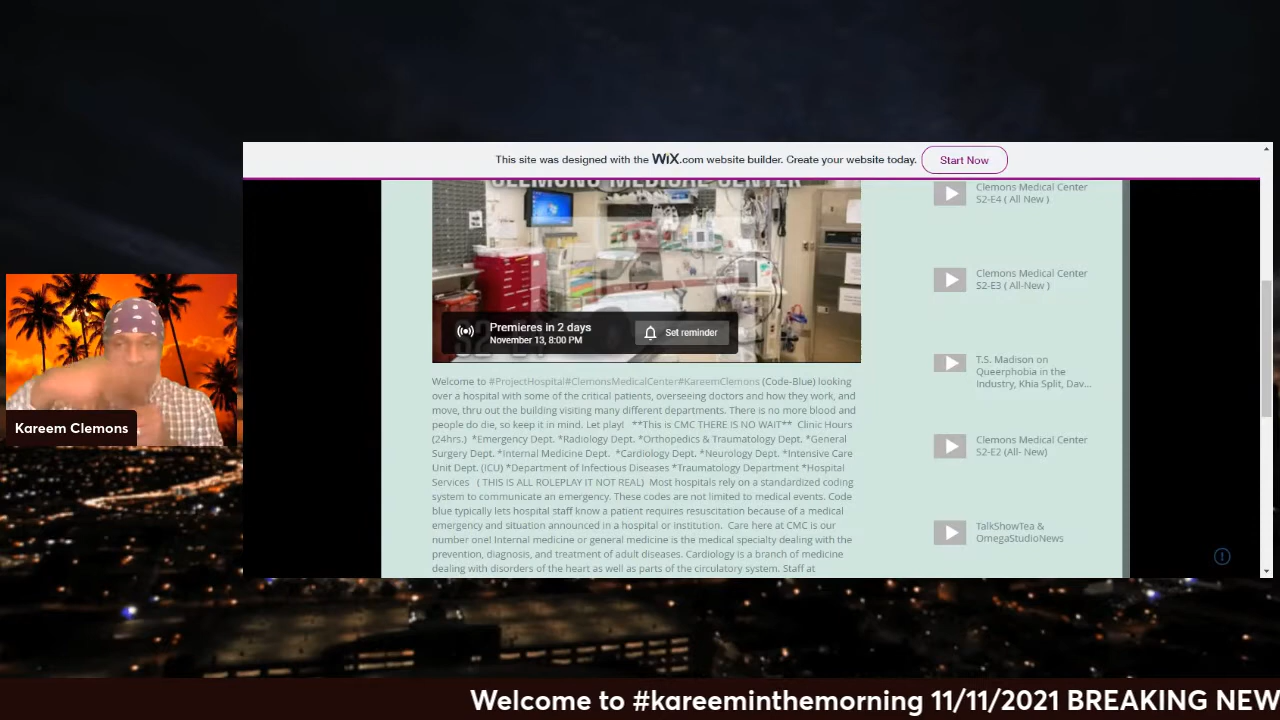 This site was designed with the WiX.com website builder. Create your website today.
Start Now
CLEMONS MEDICAL CENTER
Premieres in 2 days
November 13, 8:00 PM
Set reminder
Welcome to #ProjectHospital#ClemonsMedicalCenter#KareemClemons (Code-Blue) looking
over a hospital with some of the critical patients, overseeing doctors and how they work, and
move, thru out the building visiting many different departments. There is no more blood and
people do die, so keep it in mind. Let play!   **This is CMC THERE IS NO WAIT**  Clinic Hours
(24hrs.)  *Emergency Dept. *Radiology Dept. *Orthopedics & Traumatology Dept. *General
Surgery Dept. *Internal Medicine Dept.  *Cardiology Dept. *Neurology Dept. *Intensive Care
Unit Dept. (ICU) *Department of Infectious Diseases *Traumatology Department *Hospital
Services   ( THIS IS ALL ROLEPLAY IT NOT REAL)  Most hospitals rely on a standardized coding
system to communicate an emergency. These codes are not limited to medical events. Code
blue typically lets hospital staff know a patient requires resuscitation because of a medical
emergency and situation announced in a hospital or institution.  Care here at CMC is our
number one! Internal medicine or general medicine is the medical specialty dealing with the
prevention, diagnosis, and treatment of adult diseases. Cardiology is a branch of medicine
dealing with disorders of the heart as well as parts of the circulatory system. Staff at
Clemons Medical Center
S2-E4 ( All New )
Clemons Medical Center
S2-E3 ( All-New )
T.S. Madison on
Queerphobia in the
Industry, Khia Split, Dav...
Clemons Medical Center
S2-E2 (All- New)
TalkShowTea &
OmegaStudioNews
Kareem Clemons
Welcome to #kareeminthemorning 11/11/2021 BREAKING NEW